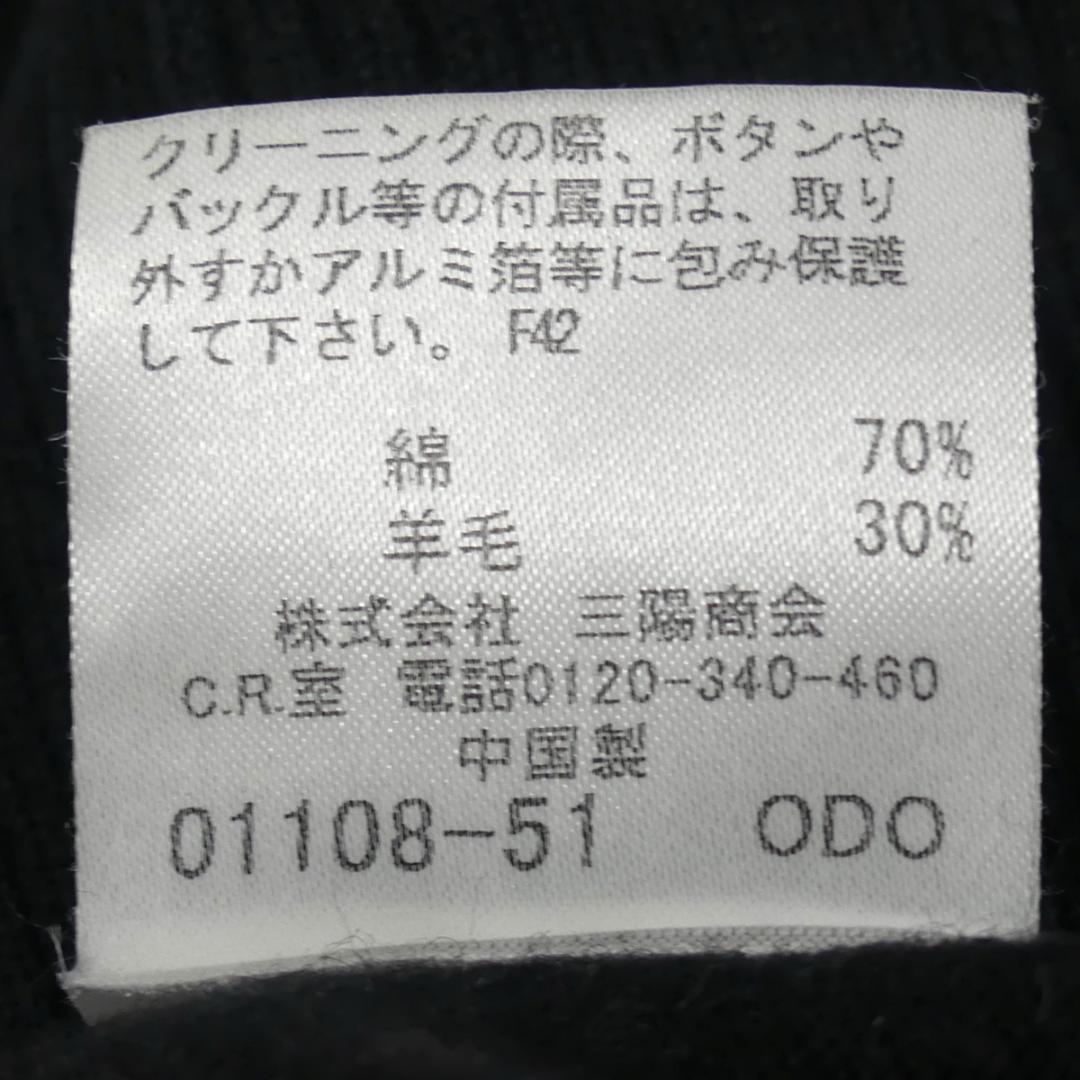 クリーニングの際、ボタンや
バックル等の付属品は、取り
外すかアルミ箔等に包み保護
して下さい。 F42
綿 70%
羊毛 30%
株式会社 三陽商会
C.R.室 電話0120-340-460
中国製
01108-51 ODO